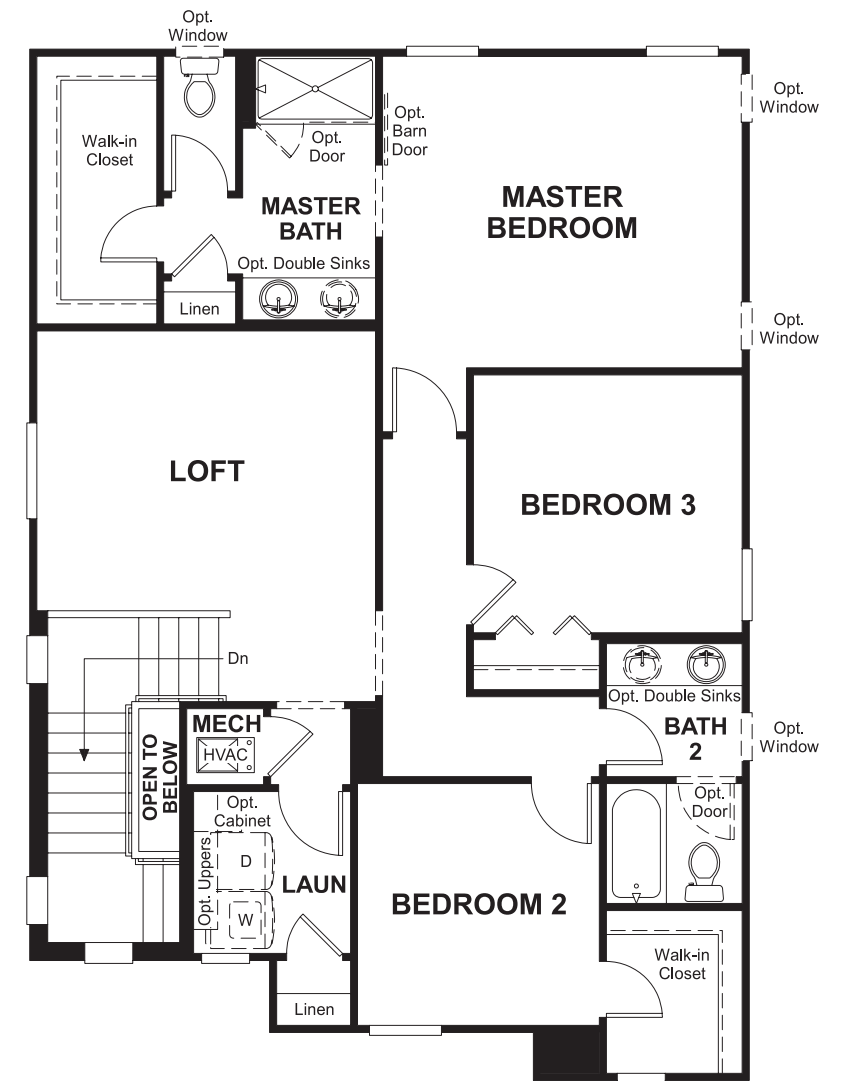 Opt.
Window
Walk-in
Closet
Opt.
Door
Opt.
Barn
Door
Opt.
Window
MASTER
BATH
MASTER
BEDROOM
Opt. Double Sinks
Linen
Opt.
Window
LOFT
BEDROOM 3
Dn
Opt. Double Sinks
MECH
HVAC
BATH
2
Opt.
Window
OPEN TO
BELOW
Opt.
Cabinet
Opt.
Door
Opt. Uppers
D
W
LAUN
BEDROOM 2
Walk-in
Closet
Linen